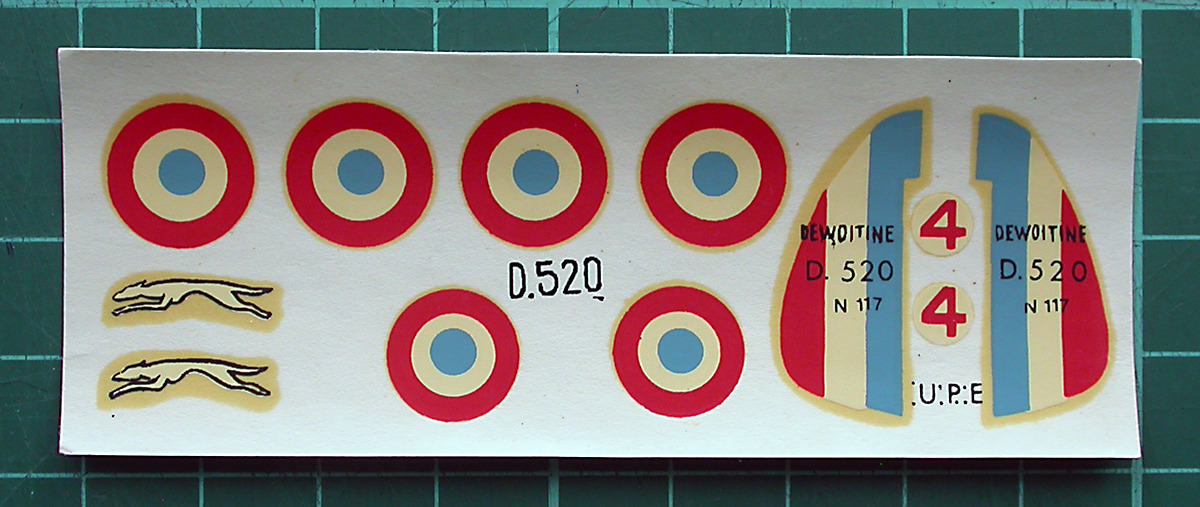 D.520
DEWOITINE
D. 520
N 117
4
4
DEWOITINE
D. 520
N 117
.U.P.E